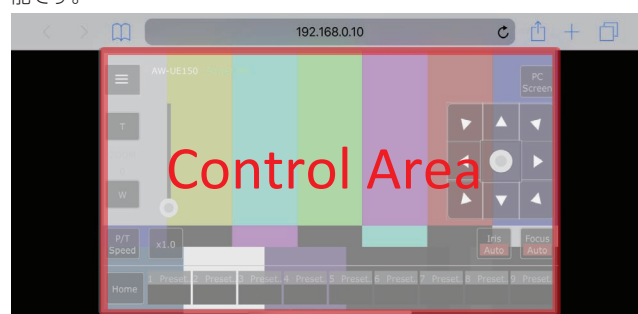 能です。
192.168.0.10
AW-UE150
PC
Screen
T
Control Area
W
P/T
Speed
x1.0
Iris
Auto
Focus
Auto
Home
1 Preset 2 Preset 3 Preset 4 Preset 5 Preset 6 Preset 7 Preset 8 Preset 9 Preset